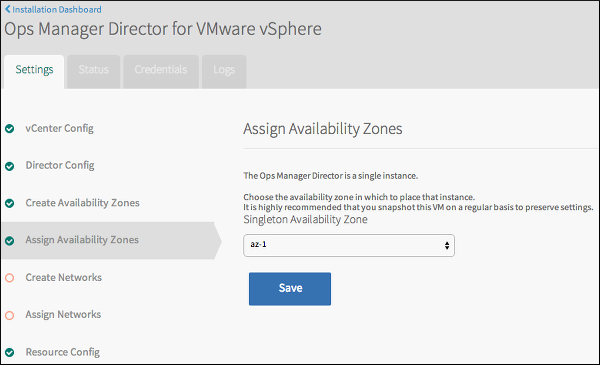 Installation Dashboard
Ops Manager Director for VMware vSphere
Settings
Status
Credentials
Logs
vCenter Config
Director Config
Create Availability Zones
Assign Availability Zones
Create Networks
Assign Networks
Resource Config
Assign Availability Zones
The Ops Manager Director is a single instance.
Choose the availability zone in which to place that instance.
It is highly recommended that you snapshot this VM on a regular basis to preserve settings.
Singleton Availability Zone
az-1
Save